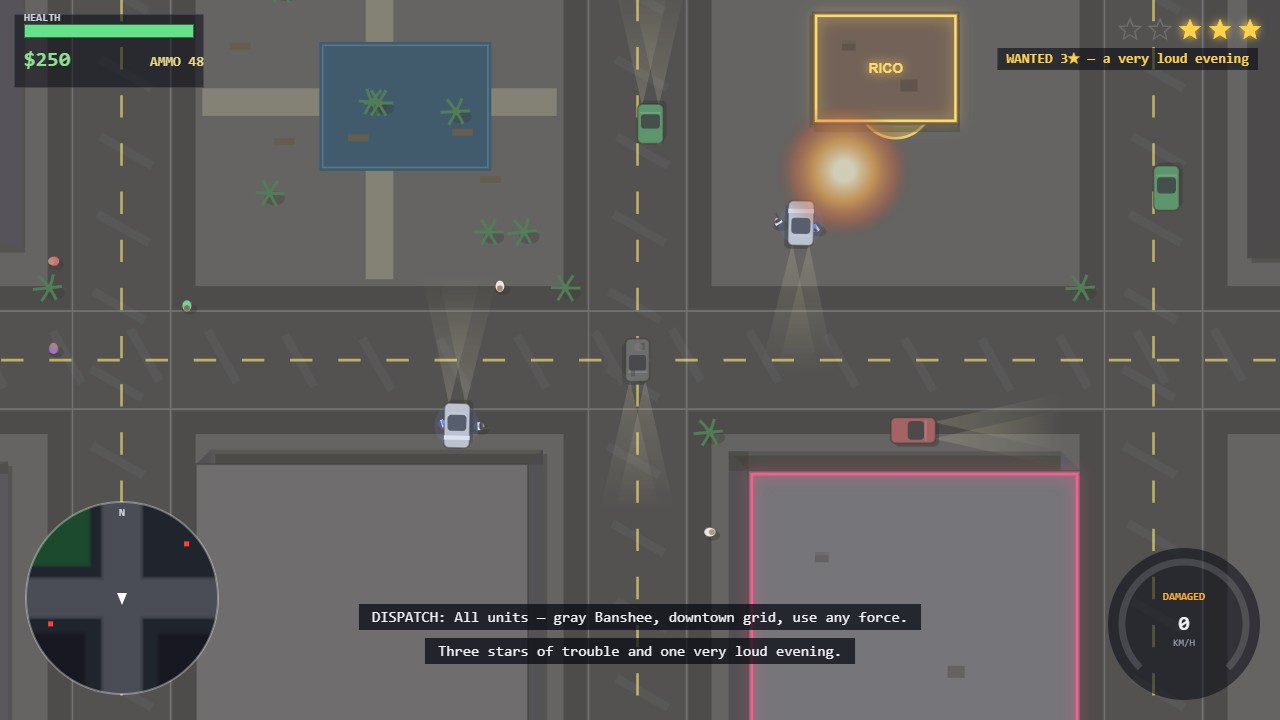 HEALTH
$250 AMMO 48
WANTED 3★ — a very loud evening
RICO
N
DISPATCH: All units — gray Banshee, downtown grid, use any force.
Three stars of trouble and one very loud evening.
DAMAGED
0
KM/H